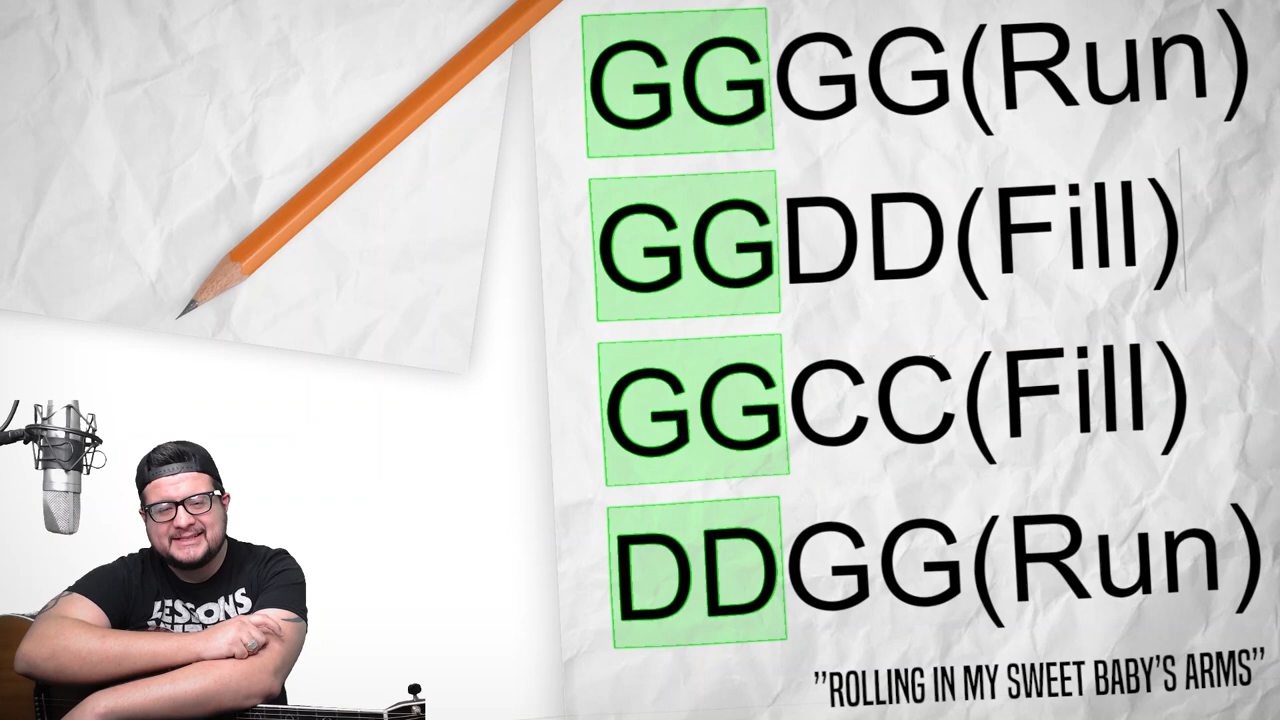 GGGG(Run)
GGDD(Fill)
GGCC(Fill)
DDGG(Run)
"ROLLING IN MY SWEET BABY'S ARMS"
LESSONS